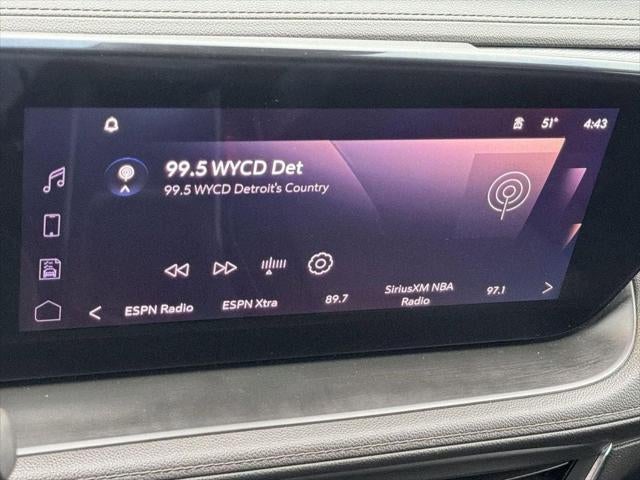 51° 4:43
99.5 WYCD Det
99.5 WYCD Detroit's Country
ESPN Radio ESPN Xtra 89.7 SiriusXM NBA 97.1
Radio